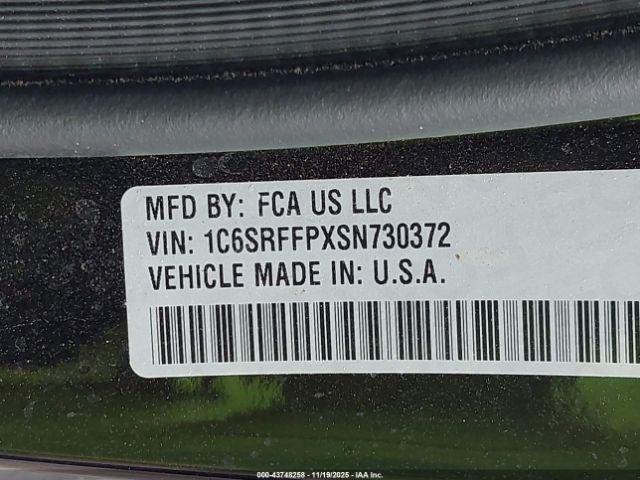 MFD BY: FCA US LLC
VIN: 1C6SRFFPXSN730372
VEHICLE MADE IN: U.S.A.
000-43748258 - 11/19/2025 - IAA Inc.